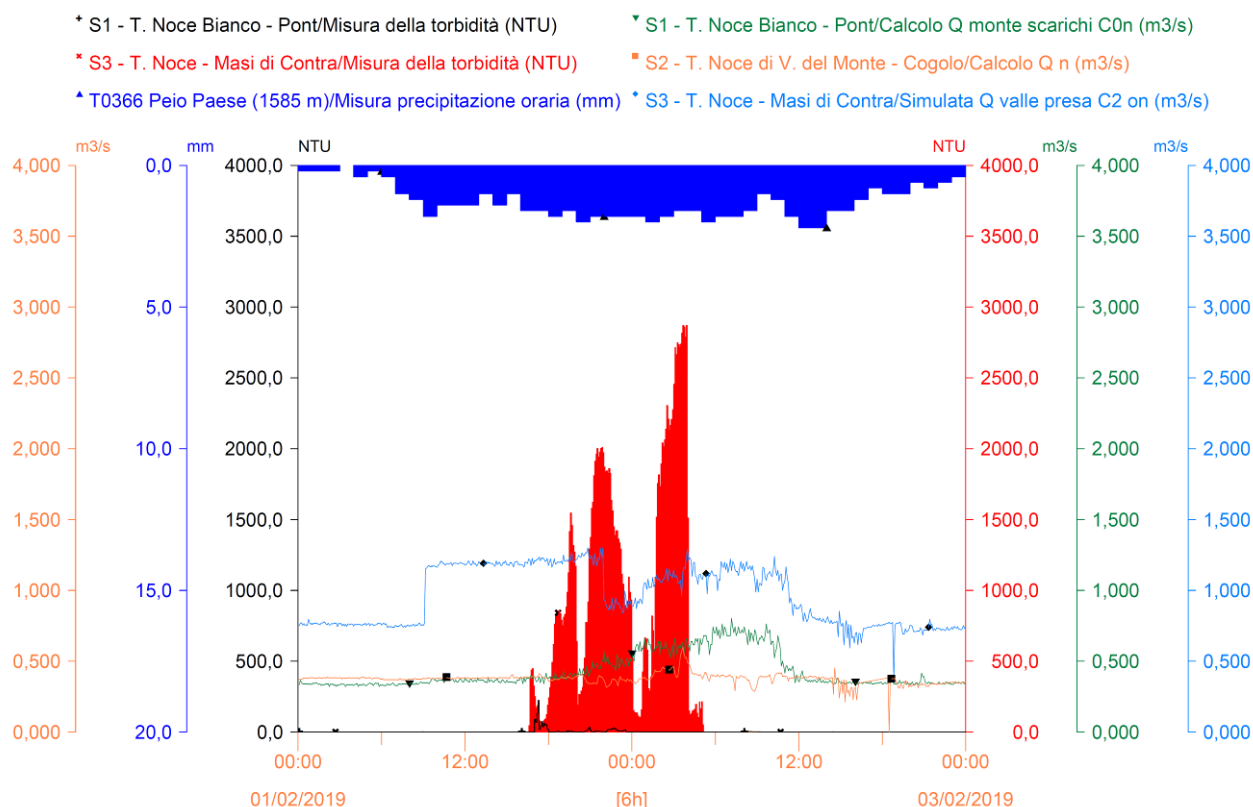 S1 - T. Noce Bianco - Pont/Misura della torbidità (NTU)
S1 - T. Noce Bianco - Pont/Calcolo Q monte scarichi C0n (m3/s)
S3 - T. Noce - Masi di Contra/Misura della torbidità (NTU)
S2 - T. Noce di V. del Monte - Cogolo/Calcolo Q n (m3/s)
T0366 Peio Paese (1585 m)/Misura precipitazione oraria (mm)
S3 - T. Noce - Masi di Contra/Simulata Q valle presa C2 on (m3/s)
m3/s mm NTU NTU m3/s m3/s
4,000 0,0 4000,0 4000,0 4,000 4,000
3,500 3500,0 3500,0 3,500 3,500
3,000 5,0 3000,0 3000,0 3,000 3,000
2,500 2500,0 2500,0 2,500 2,500
2,000 10,0 2000,0 2000,0 2,000 2,000
1,500 1500,0 1500,0 1,500 1,500
1,000 15,0 1000,0 1000,0 1,000 1,000
0,500 500,0 500,0 0,500 0,500
0,000 20,0 0,0 0,0 0,000 0,000
00:00 12:00 00:00 12:00 00:00
01/02/2019 [6h] 03/02/2019